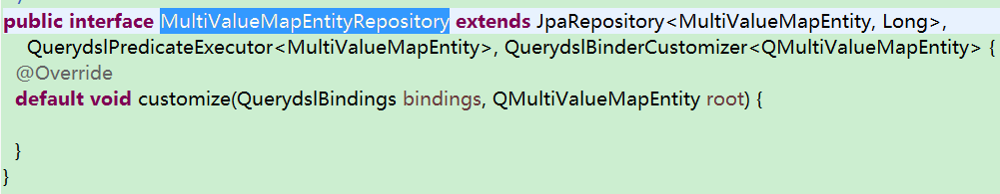 public interface MultiValueMapEntityRepository extends JpaRepository<MultiValueMapEntity, Long>,
QuerydslPredicateExecutor<MultiValueMapEntity>, QuerydslBinderCustomizer<QMultiValueMapEntity> {
@Override
default void customize(QuerydslBindings bindings, QMultiValueMapEntity root) {
}
}